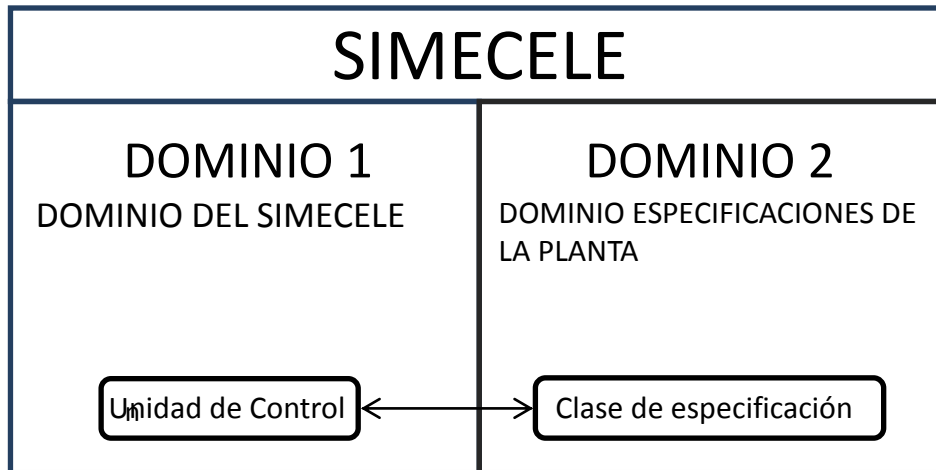 SIMECELE
DOMINIO 1
DOMINIO DEL SIMECELE
DOMINIO 2
DOMINIO ESPECIFICACIONES DE
LA PLANTA
Unidad de Control
Clase de especificación